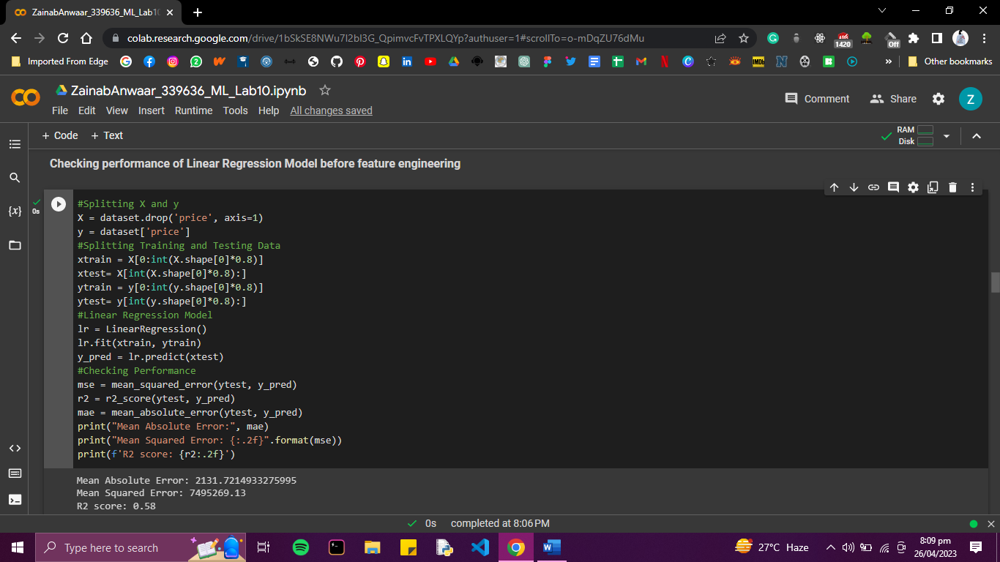 ZainabAnwaar_339636_ML_Lab10
colab.research.google.com/drive/1bSkSE8NWu7I2bI3G_QpimvcFvTPXLQYp?authuser=1#scrollTo=o-mDqZU76dMu
1420
Off
Imported From Edge
IMDb
Other bookmarks
ZainabAnwaar_339636_ML_Lab10.ipynb
Comment
Share
Z
File Edit View Insert Runtime Tools Help All changes saved
+ Code + Text
RAM
Disk
Checking performance of Linear Regression Model before feature engineering
0s
{x}
#Splitting X and y
X = dataset.drop('price', axis=1)
y = dataset['price']
#Splitting Training and Testing Data
xtrain = X[0:int(X.shape[0]*0.8)]
xtest= X[int(X.shape[0]*0.8):]
ytrain = y[0:int(y.shape[0]*0.8)]
ytest= y[int(y.shape[0]*0.8):]
#Linear Regression Model
lr = LinearRegression()
lr.fit(xtrain, ytrain)
y_pred = lr.predict(xtest)
#Checking Performance
mse = mean_squared_error(ytest, y_pred)
r2 = r2_score(ytest, y_pred)
mae = mean_absolute_error(ytest, y_pred)
print("Mean Absolute Error:", mae)
print("Mean Squared Error: {:.2f}".format(mse))
print(f'R2 score: {r2:.2f}')
Mean Absolute Error: 2131.7214933275995
Mean Squared Error: 7495269.13
R2 score: 0.58
0s completed at 8:06 PM
Type here to search
27°C Haze
8:09 pm
26/04/2023